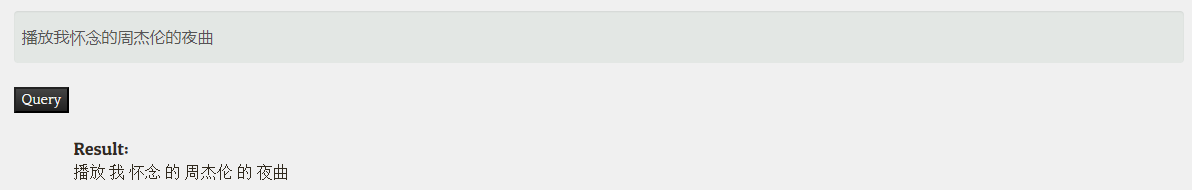 播放我怀念的周杰伦的夜曲
Query
Result:
播放 我 怀念 的 周杰伦 的 夜曲